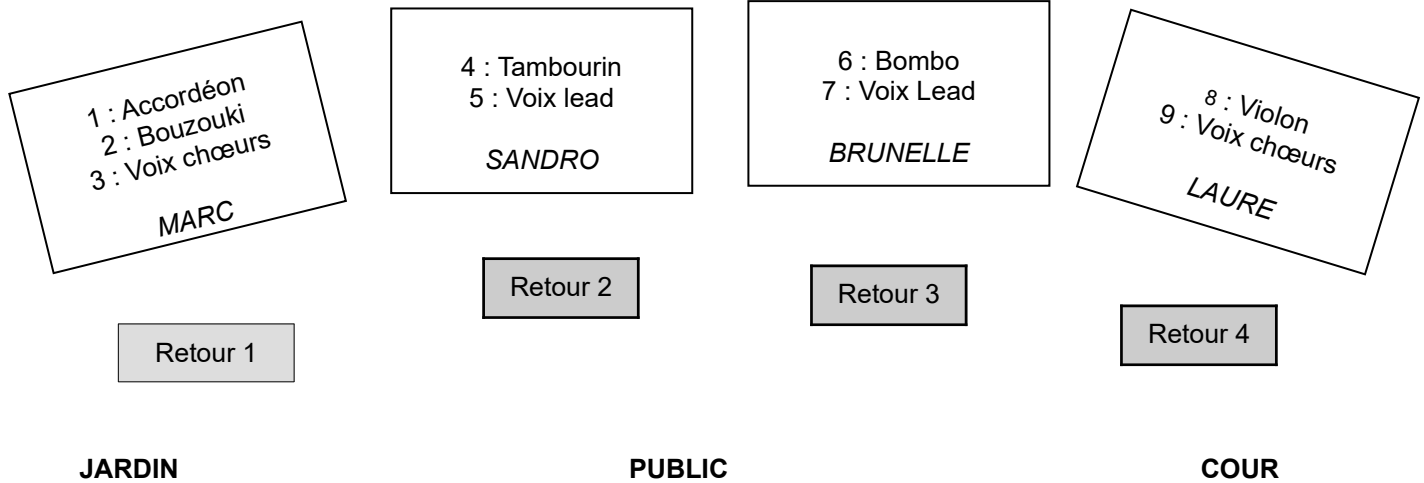 1 : Accordéon
2 : Bouzouki
3 : Voix chœurs
MARC
4 : Tambourin
5 : Voix lead
SANDRO
6 : Bombo
7 : Voix Lead
BRUNELLE
8 : Violon
9 : Voix chœurs
LAURE
Retour 1
Retour 2
Retour 3
Retour 4
JARDIN
PUBLIC
COUR